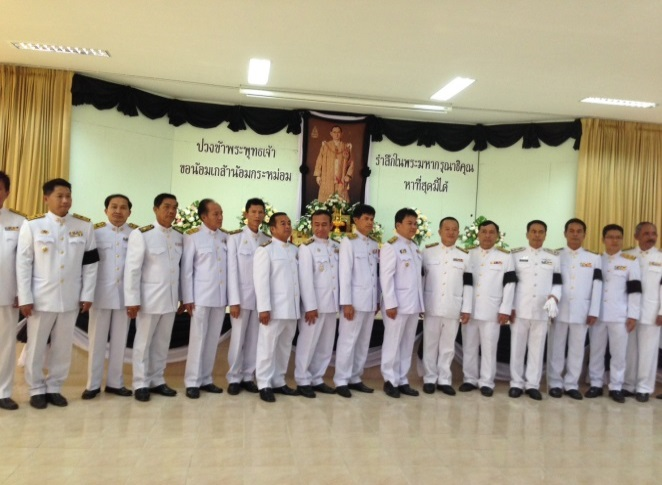 ปวงข้าพระพุทธเจ้า
ขอน้อมเกล้าน้อมกระหม่อม
รำลึกในพระมหากรุณาธิคุณ
หาที่สุดมิได้